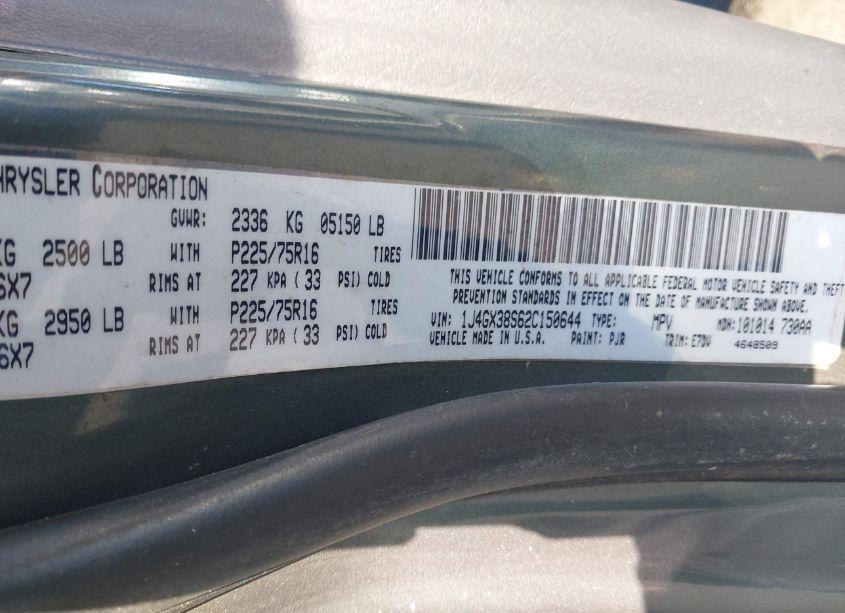 HRYSLER CORPORATION
GVWR: 2336 KG 05150 LB
KG 2500 LB WITH P225/75R16 TIRES
6X7 RIMS AT 227 KPA ( 33 PSI) COLD
KG 2950 LB WITH P225/75R16 TIRES
6X7 RIMS AT 227 KPA ( 33 PSI) COLD
THIS VEHICLE CONFORMS TO ALL APPLICABLE FEDERAL MOTOR VEHICLE SAFETY AND THEFT
PREVENTION STANDARDS IN EFFECT ON THE DATE OF MANUFACTURE SHOWN ABOVE.
VIN: 1J4GX38S62C150644 TYPE: MPV MDH: 101014 730AA
VEHICLE MADE IN U.S.A. PAINT: PJR TRIM: E7DV 4648509